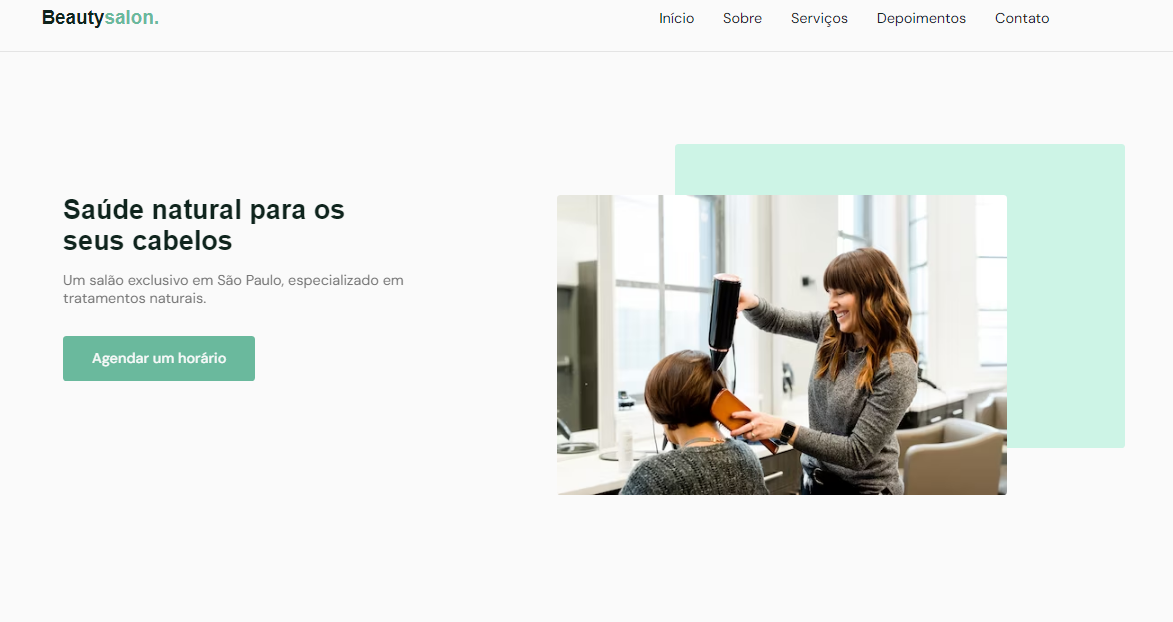 Beautysalon.
Início Sobre Serviços Depoimentos Contato
Saúde natural para os
seus cabelos
Um salão exclusivo em São Paulo, especializado em
tratamentos naturais.
Agendar um horário